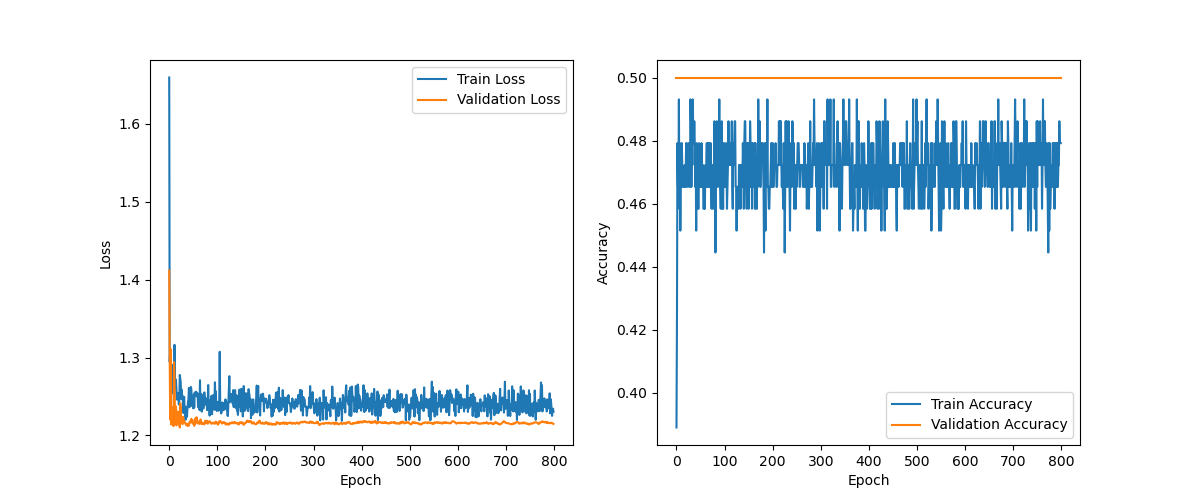 Train Loss
Validation Loss
1.6
1.5
1.4
1.3
1.2
Loss
0 100 200 300 400 500 600 700 800
Epoch
0.50
0.48
0.46
0.44
0.42
0.40
Accuracy
Train Accuracy
Validation Accuracy
0 100 200 300 400 500 600 700 800
Epoch